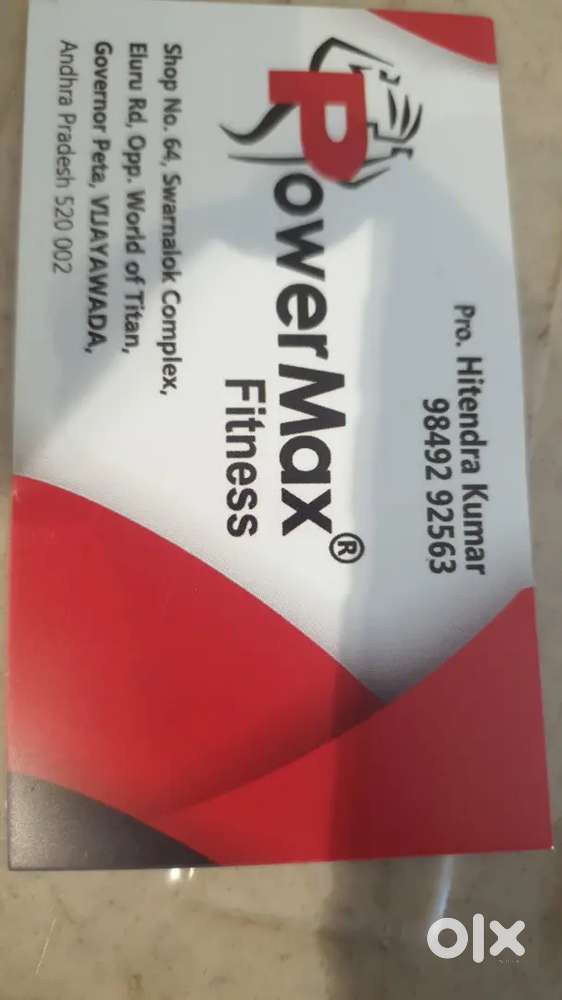 Pro. Hitendra Kumar
98492 92563
PowerMax®
Fitness
Shop No. 64, Swarnalok Complex,
Eluru Rd, Opp. World of Titan,
Governor Peta, VIJAYAWADA,
Andhra Pradesh 520 002
olx